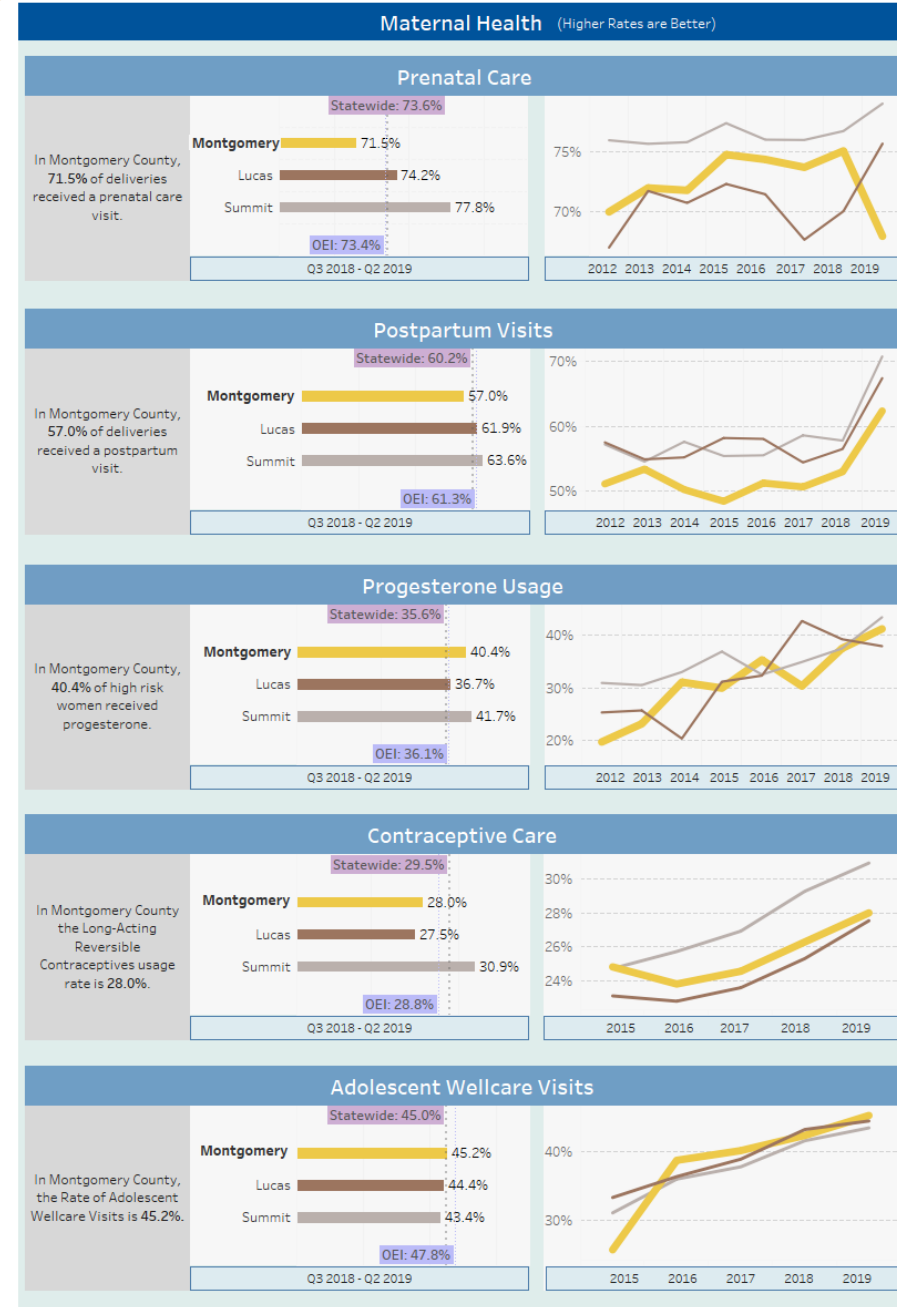 Maternal Health (Higher Rates are Better)
Prenatal Care
In Montgomery County,
71.5% of deliveries
received a prenatal care
visit.
Statewide: 73.6%
Montgomery 71.5%
Lucas 74.2%
Summit 77.8%
OEI: 73.4%
Q3 2018 - Q2 2019
75%
70%
2012 2013 2014 2015 2016 2017 2018 2019
Postpartum Visits
In Montgomery County,
57.0% of deliveries
received a postpartum
visit.
Statewide: 60.2%
Montgomery 57.0%
Lucas 61.9%
Summit 63.6%
OEI: 61.3%
Q3 2018 - Q2 2019
70%
60%
50%
2012 2013 2014 2015 2016 2017 2018 2019
Progesterone Usage
In Montgomery County,
40.4% of high risk
women received
progesterone.
Statewide: 35.6%
Montgomery 40.4%
Lucas 36.7%
Summit 41.7%
OEI: 36.1%
Q3 2018 - Q2 2019
40%
30%
20%
2012 2013 2014 2015 2016 2017 2018 2019
Contraceptive Care
In Montgomery County
the Long-Acting
Reversible
Contraceptives usage
rate is 28.0%.
Statewide: 29.5%
Montgomery 28.0%
Lucas 27.5%
Summit 30.9%
OEI: 28.8%
Q3 2018 - Q2 2019
30%
28%
26%
24%
2015 2016 2017 2018 2019
Adolescent Wellcare Visits
In Montgomery County,
the Rate of Adolescent
Wellcare Visits is 45.2%.
Statewide: 45.0%
Montgomery 45.2%
Lucas 44.4%
Summit 43.4%
OEI: 47.8%
Q3 2018 - Q2 2019
40%
30%
2015 2016 2017 2018 2019